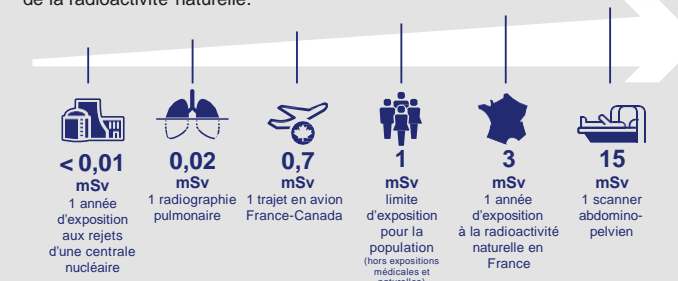 de la radioactivité naturelle.
< 0,01
mSv
1 année
d'exposition
aux rejets
d'une centrale
nucléaire
0,02
mSv
1 radiographie
pulmonaire
0,7
mSv
1 trajet en avion
France-Canada
1
mSv
limite
d'exposition
pour la
population
(hors expositions
médicales et
naturelles)
3
mSv
1 année
d'exposition
à la radioactivité
naturelle en
France
15
mSv
1 scanner
abdomino-
pelvien